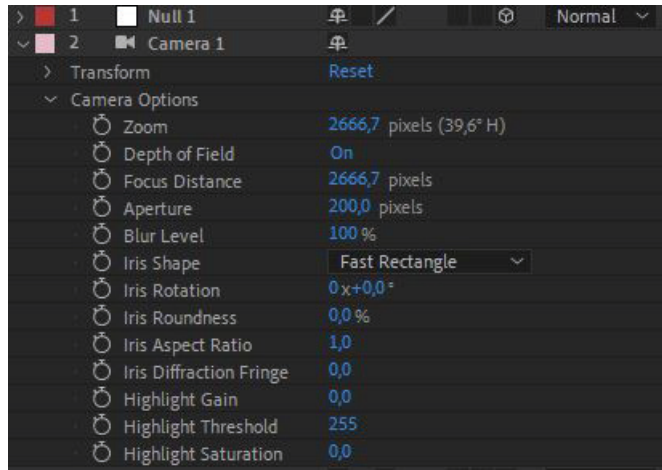 1 Null 1 Normal
2 Camera 1
Transform Reset
Camera Options
Zoom 2666,7 pixels (39,6° H)
Depth of Field On
Focus Distance 2666,7 pixels
Aperture 200,0 pixels
Blur Level 100 %
Iris Shape Fast Rectangle
Iris Rotation 0x+0,0°
Iris Roundness 0,0 %
Iris Aspect Ratio 1,0
Iris Diffraction Fringe 0,0
Highlight Gain 0,0
Highlight Threshold 255
Highlight Saturation 0,0